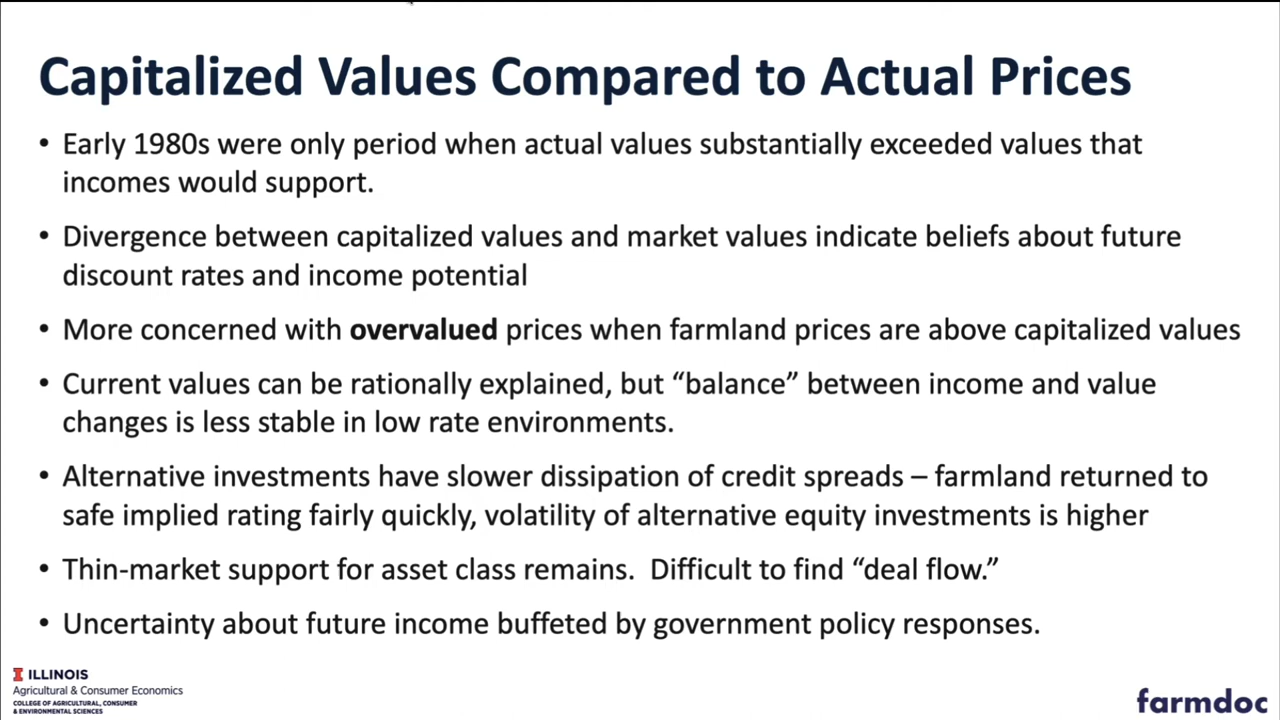 Capitalized Values Compared to Actual Prices
• Early 1980s were only period when actual values substantially exceeded values that
incomes would support.
• Divergence between capitalized values and market values indicate beliefs about future
discount rates and income potential
• More concerned with overvalued prices when farmland prices are above capitalized values
• Current values can be rationally explained, but “balance” between income and value
changes is less stable in low rate environments.
• Alternative investments have slower dissipation of credit spreads – farmland returned to
safe implied rating fairly quickly, volatility of alternative equity investments is higher
• Thin-market support for asset class remains.  Difficult to find “deal flow.”
• Uncertainty about future income buffeted by government policy responses.
I ILLINOIS
Agricultural & Consumer Economics
COLLEGE OF AGRICULTURAL, CONSUMER
& ENVIRONMENTAL SCIENCES
farmdoc